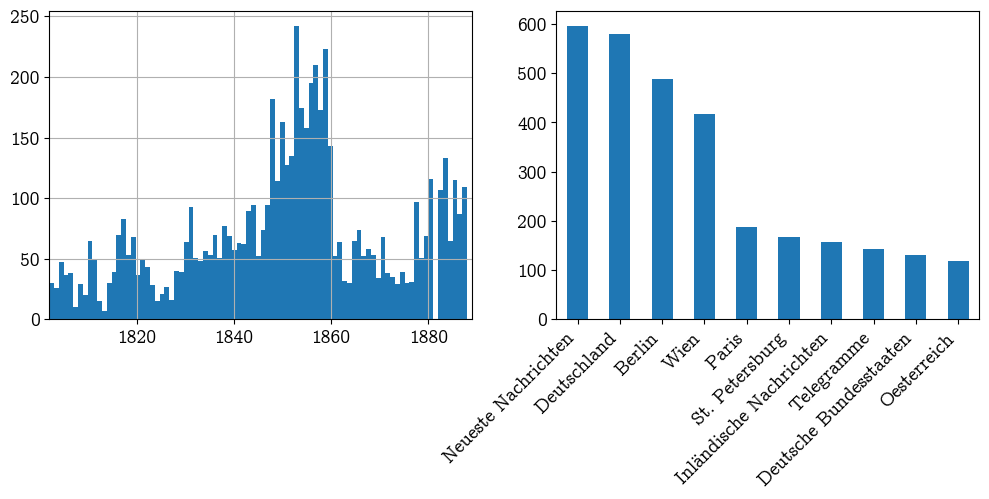 250
200
150
100
50
0
1820
1840
1860
1880
600
500
400
300
200
100
0
Neueste Nachrichten
Deutschland
Berlin
Wien
Paris
St. Petersburg
Inländische Nachrichten
Telegramme
Deutsche Bundesstaaten
Oesterreich